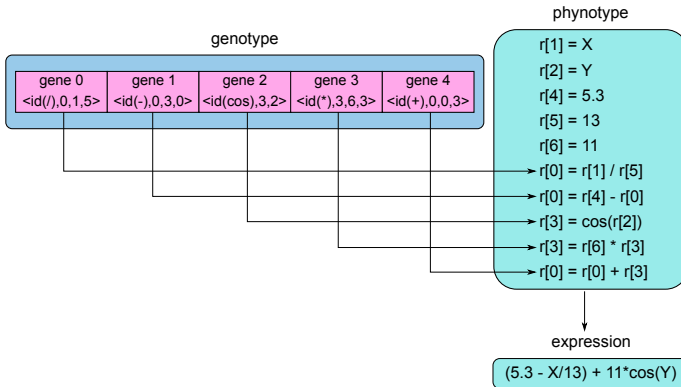 phynotype
genotype
gene 0 gene 1 gene 2 gene 3 gene 4
<id(/),0,1,5> <id(-),0,3,0> <id(cos),3,2> <id(*),3,6,3> <id(+),0,0,3>
r[1] = X
r[2] = Y
r[4] = 5.3
r[5] = 13
r[6] = 11
r[0] = r[1] / r[5]
r[0] = r[4] - r[0]
r[3] = cos(r[2])
r[3] = r[6] * r[3]
r[0] = r[0] + r[3]
expression
(5.3 - X/13) + 11*cos(Y)